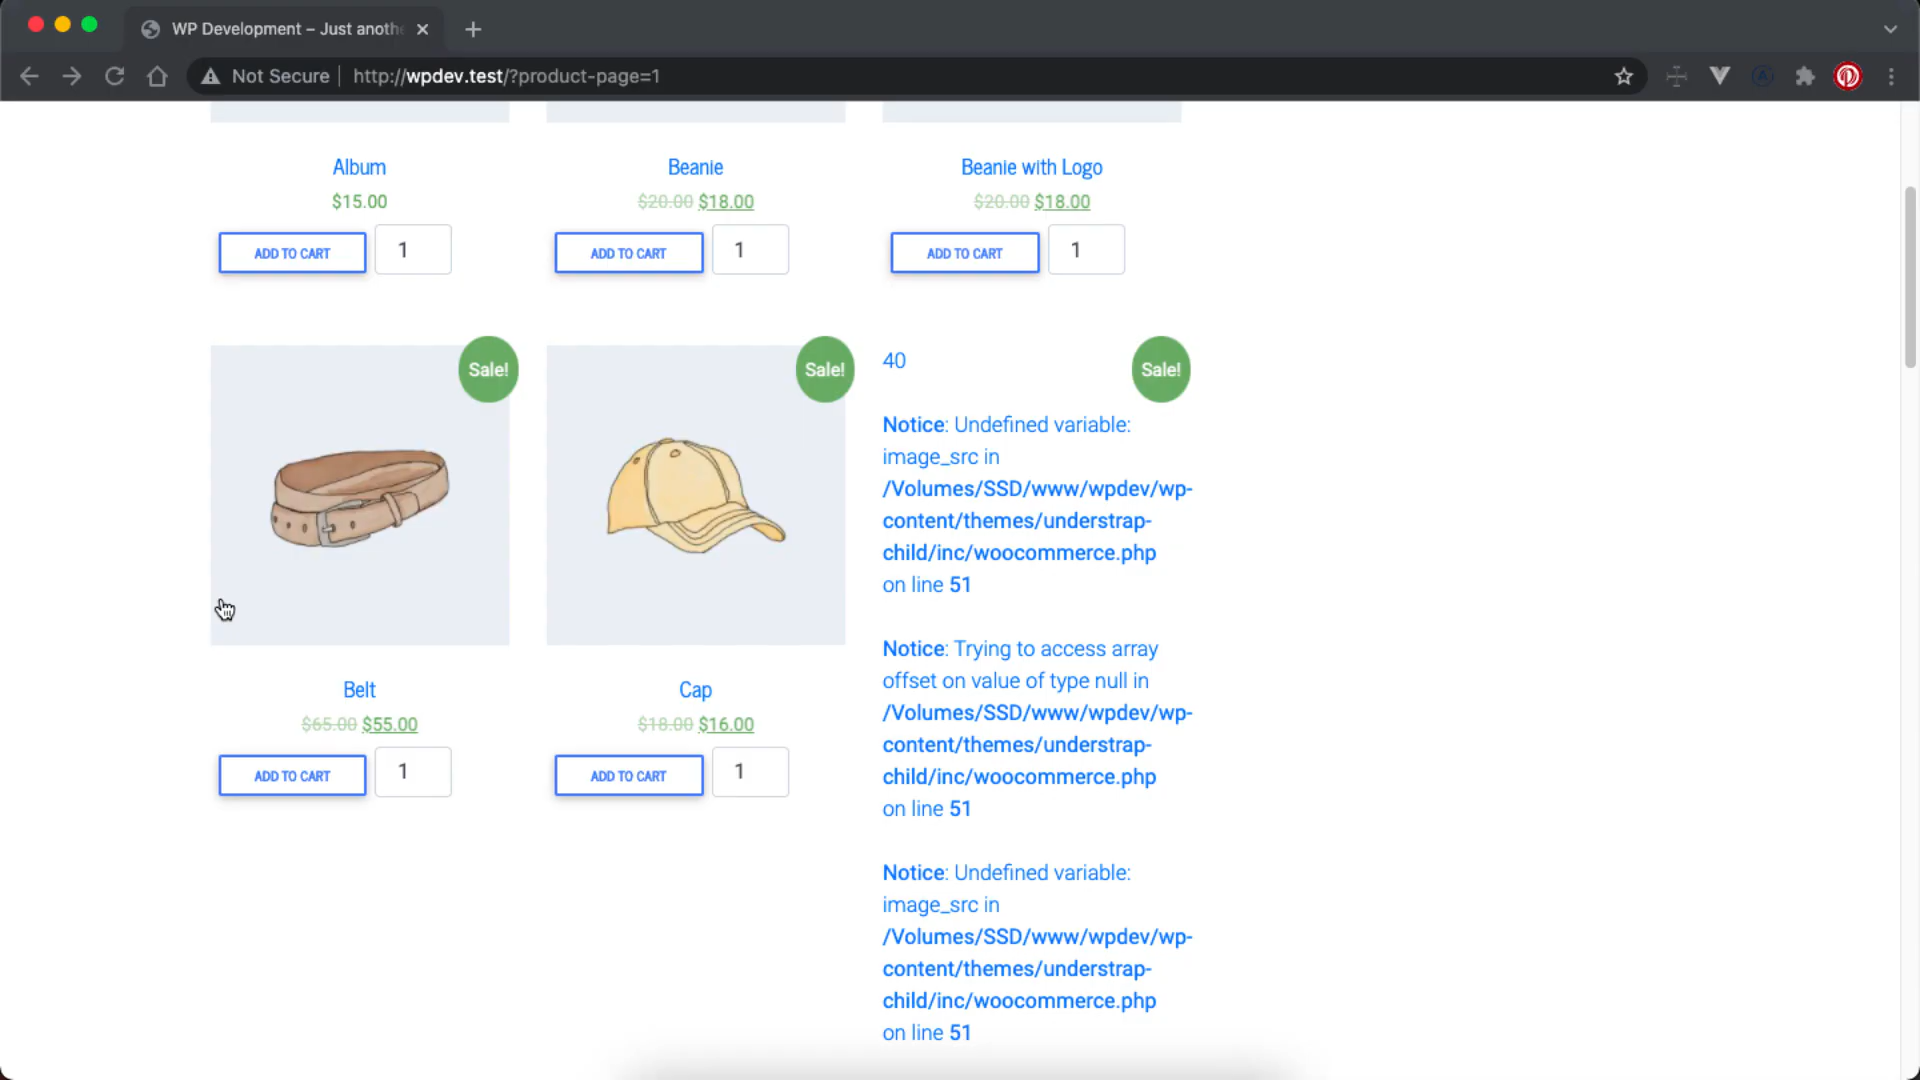 WP Development – Just anothe
Not Secure
http://wpdev.test/?product-page=1
Album
Beanie
Beanie with Logo
$15.00
$20.00 $18.00
$20.00 $18.00
ADD TO CART
1
ADD TO CART
1
ADD TO CART
1
Sale!
Sale!
40
Sale!
Notice: Undefined variable:
image_src in
/Volumes/SSD/www/wpdev/wp-
content/themes/understrap-
child/inc/woocommerce.php
on line 51
Notice: Trying to access array
offset on value of type null in
/Volumes/SSD/www/wpdev/wp-
content/themes/understrap-
child/inc/woocommerce.php
on line 51
Notice: Undefined variable:
image_src in
/Volumes/SSD/www/wpdev/wp-
content/themes/understrap-
child/inc/woocommerce.php
on line 51
Belt
$65.00 $55.00
ADD TO CART
1
Cap
$18.00 $16.00
ADD TO CART
1